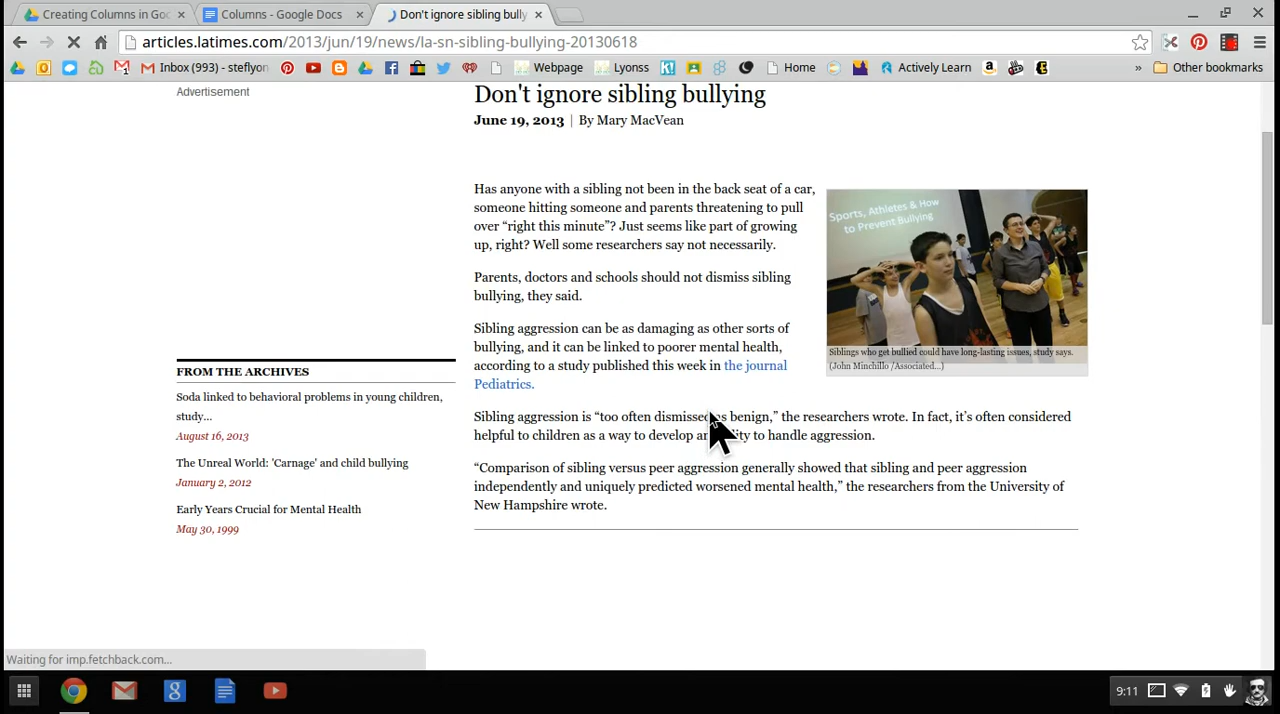 Creating Columns in Goo
Columns - Google Docs
Don't ignore sibling bully
articles.latimes.com/2013/jun/19/news/la-sn-sibling-bullying-20130618
Inbox (993) - steflyon
Webpage
Lyonss
Home
Actively Learn
»
Other bookmarks
Advertisement
Don't ignore sibling bullying
June 19, 2013 | By Mary MacVean
Has anyone with a sibling not been in the back seat of a car,
someone hitting someone and parents threatening to pull
over “right this minute”? Just seems like part of growing
up, right? Well some researchers say not necessarily.
Parents, doctors and schools should not dismiss sibling
bullying, they said.
Sibling aggression can be as damaging as other sorts of
bullying, and it can be linked to poorer mental health,
according to a study published this week in the journal
Pediatrics.
Sports, Athletes & How
to Prevent Bullying
Siblings who get bullied could have long-lasting issues, study says.
(John Minchillo /Associated...)
Sibling aggression is “too often dismissed as benign,” the researchers wrote. In fact, it’s often considered
helpful to children as a way to develop an ability to handle aggression.
“Comparison of sibling versus peer aggression generally showed that sibling and peer aggression
independently and uniquely predicted worsened mental health,” the researchers from the University of
New Hampshire wrote.
FROM THE ARCHIVES
Soda linked to behavioral problems in young children,
study...
August 16, 2013
The Unreal World: 'Carnage' and child bullying
January 2, 2012
Early Years Crucial for Mental Health
May 30, 1999
Waiting for imp.fetchback.com...
9:11